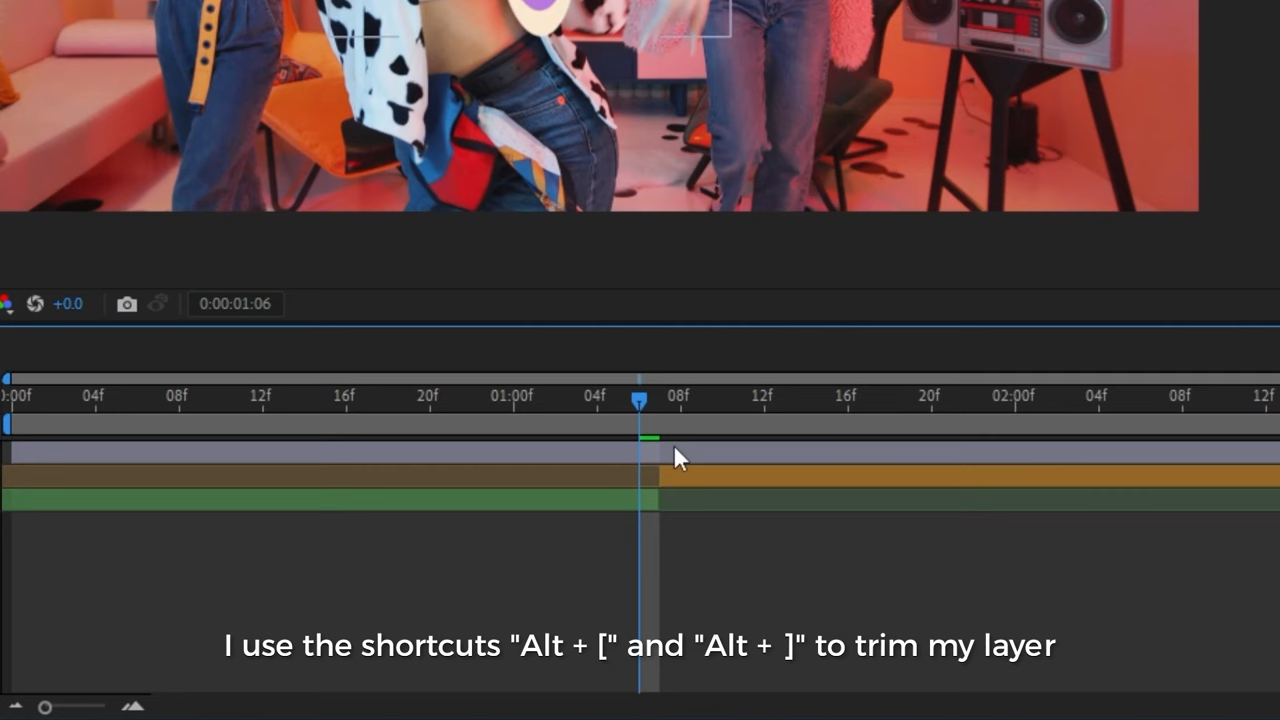 +0.0 0:00:01:06
0:00f 04f 08f 12f 16f 20f 01:00f 04f 08f 12f 16f 20f 02:00f 04f 08f 12f
I use the shortcuts "Alt + [" and "Alt + ]" to trim my layer